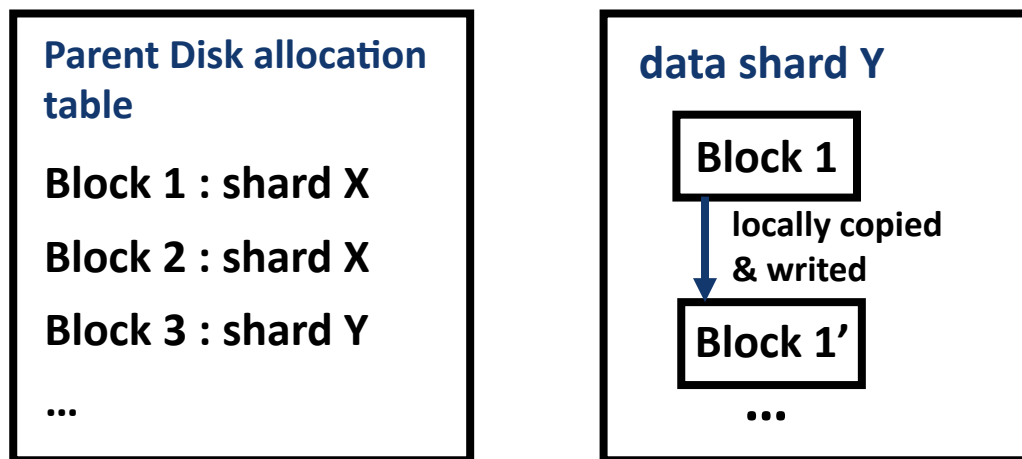 Parent Disk allocation
table
Block 1 : shard X
Block 2 : shard X
Block 3 : shard Y
...
data shard Y
Block 1
locally copied
& writed
Block 1’
...